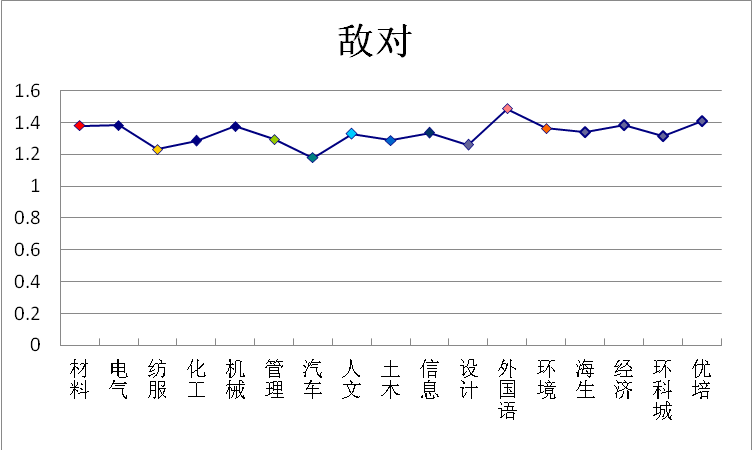 敌对
1.6
1.4
1.2
1
0.8
0.6
0.4
0.2
0
材料
电气
纺服
化工
机械
管理
汽车
人文
土木
信息
设计
外国语
环境
海生
经济
环科城
优培